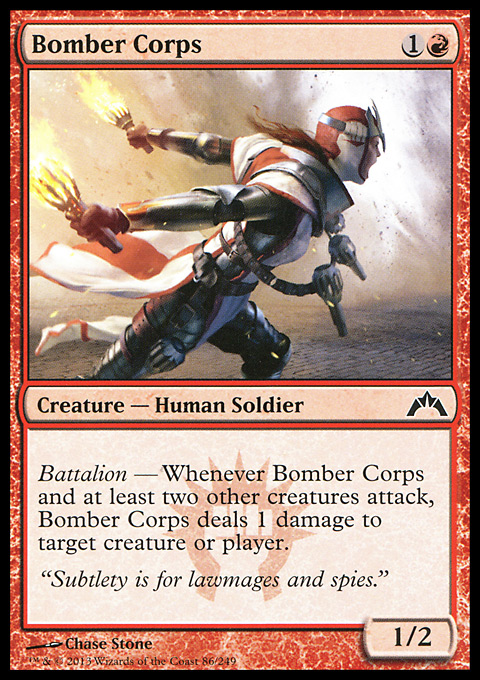 Bomber Corps 1
Creature — Human Soldier
Battalion — Whenever Bomber Corps
and at least two other creatures attack,
Bomber Corps deals 1 damage to
target creature or player.
“Subtlety is for lawmages and spies.”
1/2
Chase Stone
™ & © 2013 Wizards of the Coast 86/249